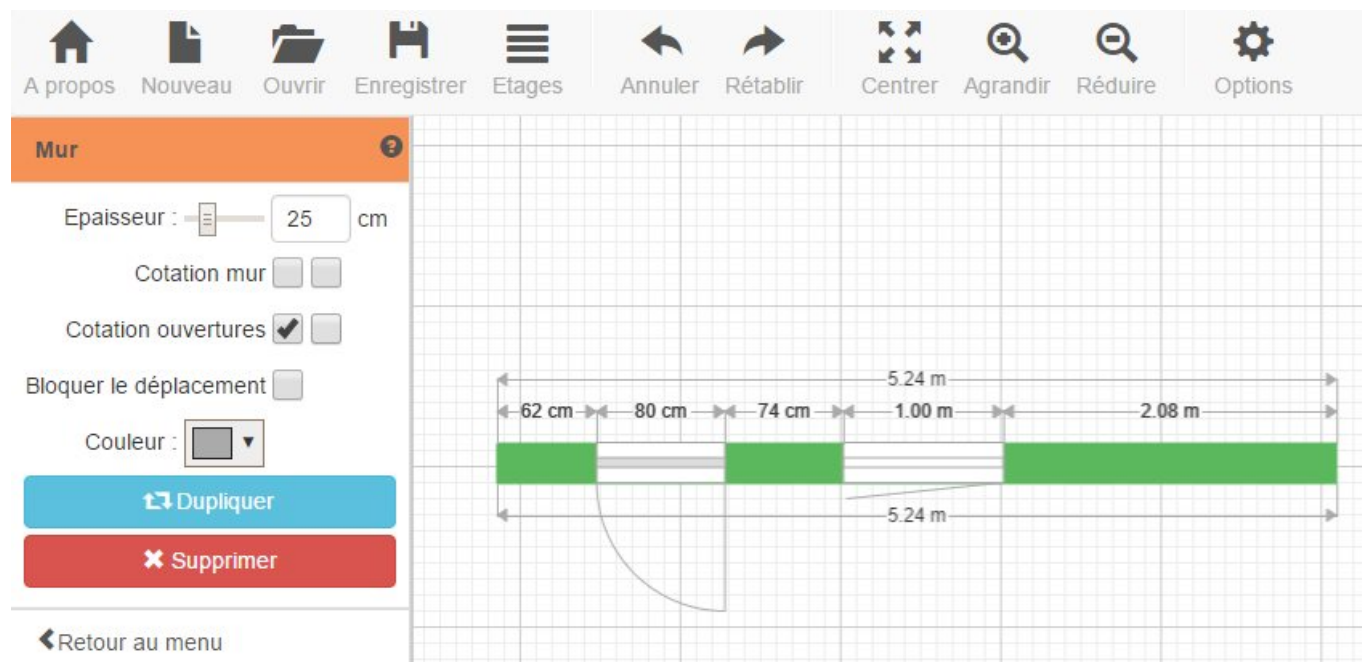 A propos Nouveau Ouvrir Enregistrer Etages Annuler Rétablir Centrer Agrandir Réduire Options
Mur
Epaisseur : 25 cm
Cotation mur
Cotation ouvertures
Bloquer le déplacement
Couleur :
Dupliquer
Supprimer
Retour au menu
5.24 m
62 cm 80 cm 74 cm 1.00 m 2.08 m
5.24 m